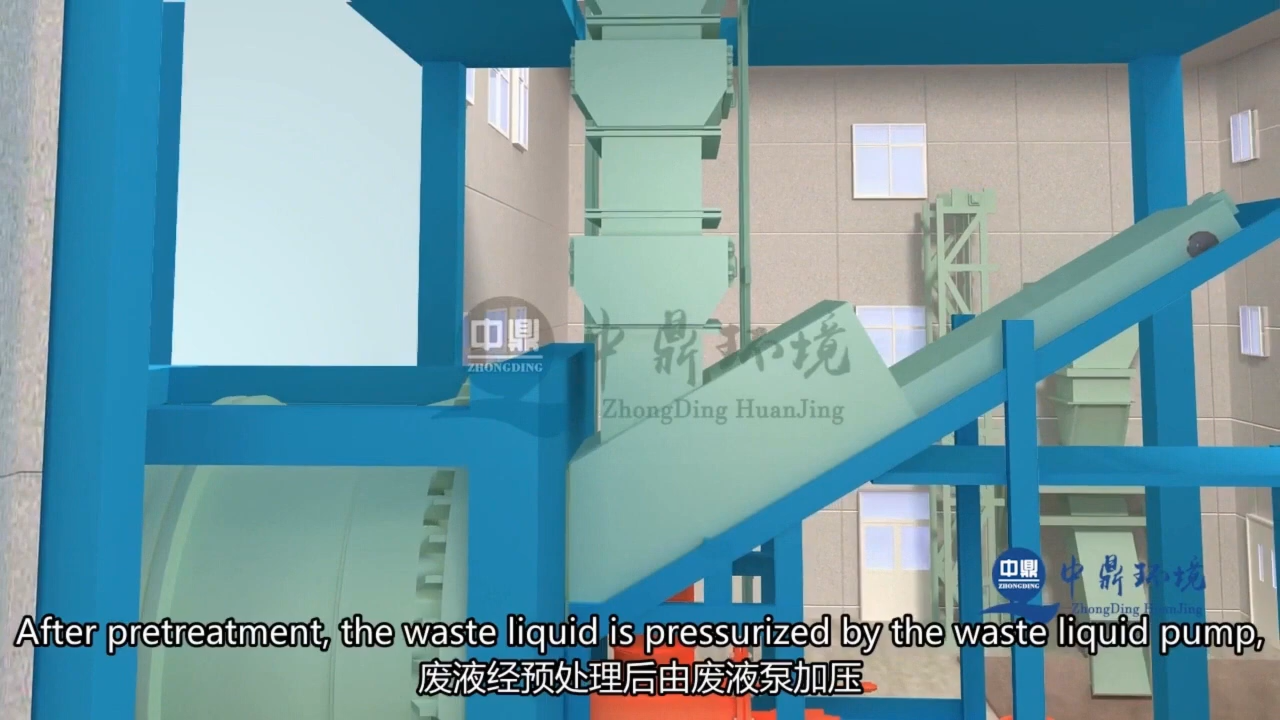 中鼎
ZHONGDING
中鼎环境
ZhongDing HuanJing
中鼎
ZHONGDING
中鼎环境
ZhongDing HuanJing
After pretreatment, the waste liquid is pressurized by the waste liquid pump,
废液经预处理后由废液泵加压